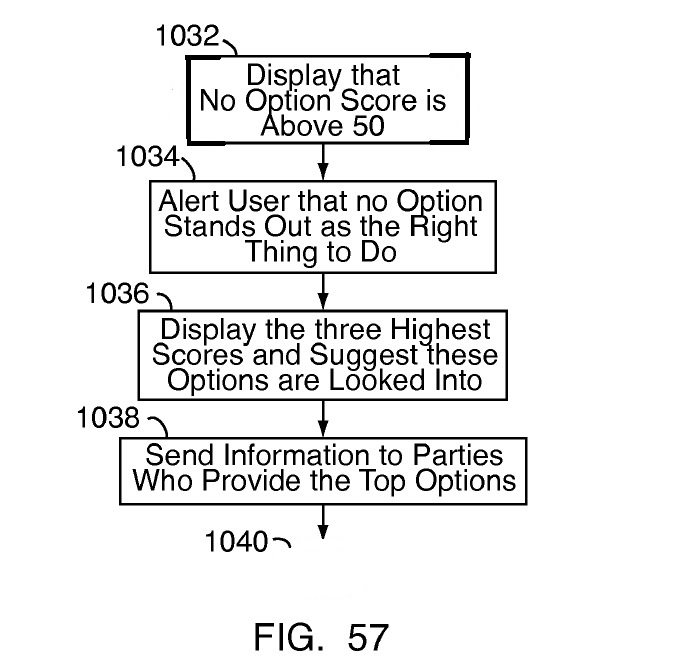 1032
Display that
No Option Score is
Above 50
1034
Alert User that no Option
Stands Out as the Right
Thing to Do
1036
Display the three Highest
Scores and Suggest these
Options are Looked Into
1038
Send Information to Parties
Who Provide the Top Options
1040
FIG. 57